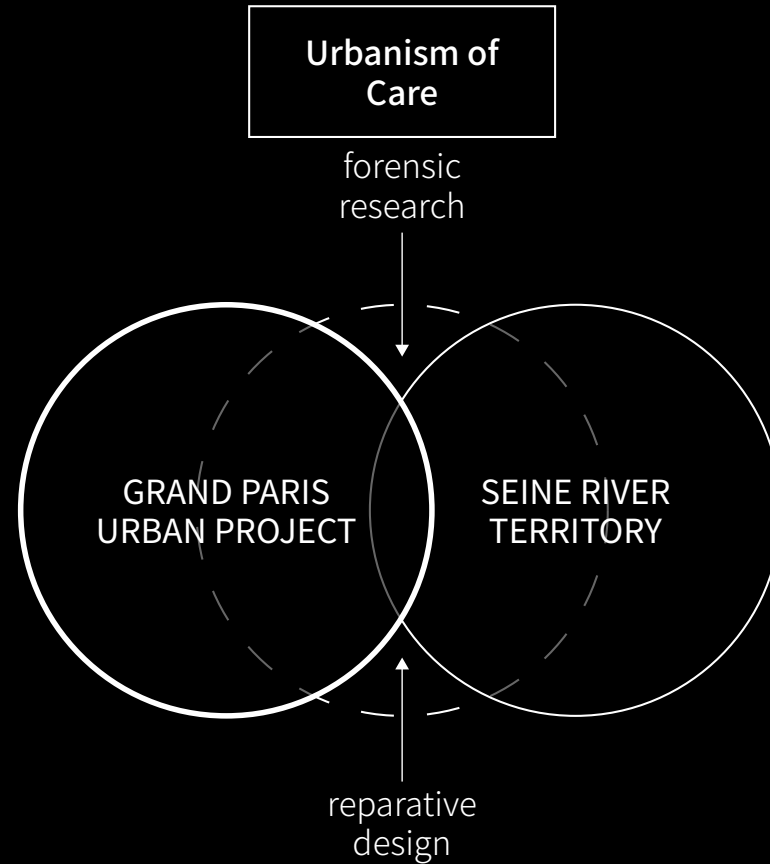 Urbanism of
Care
forensic
research
GRAND PARIS
URBAN PROJECT
SEINE RIVER
TERRITORY
reparative
design